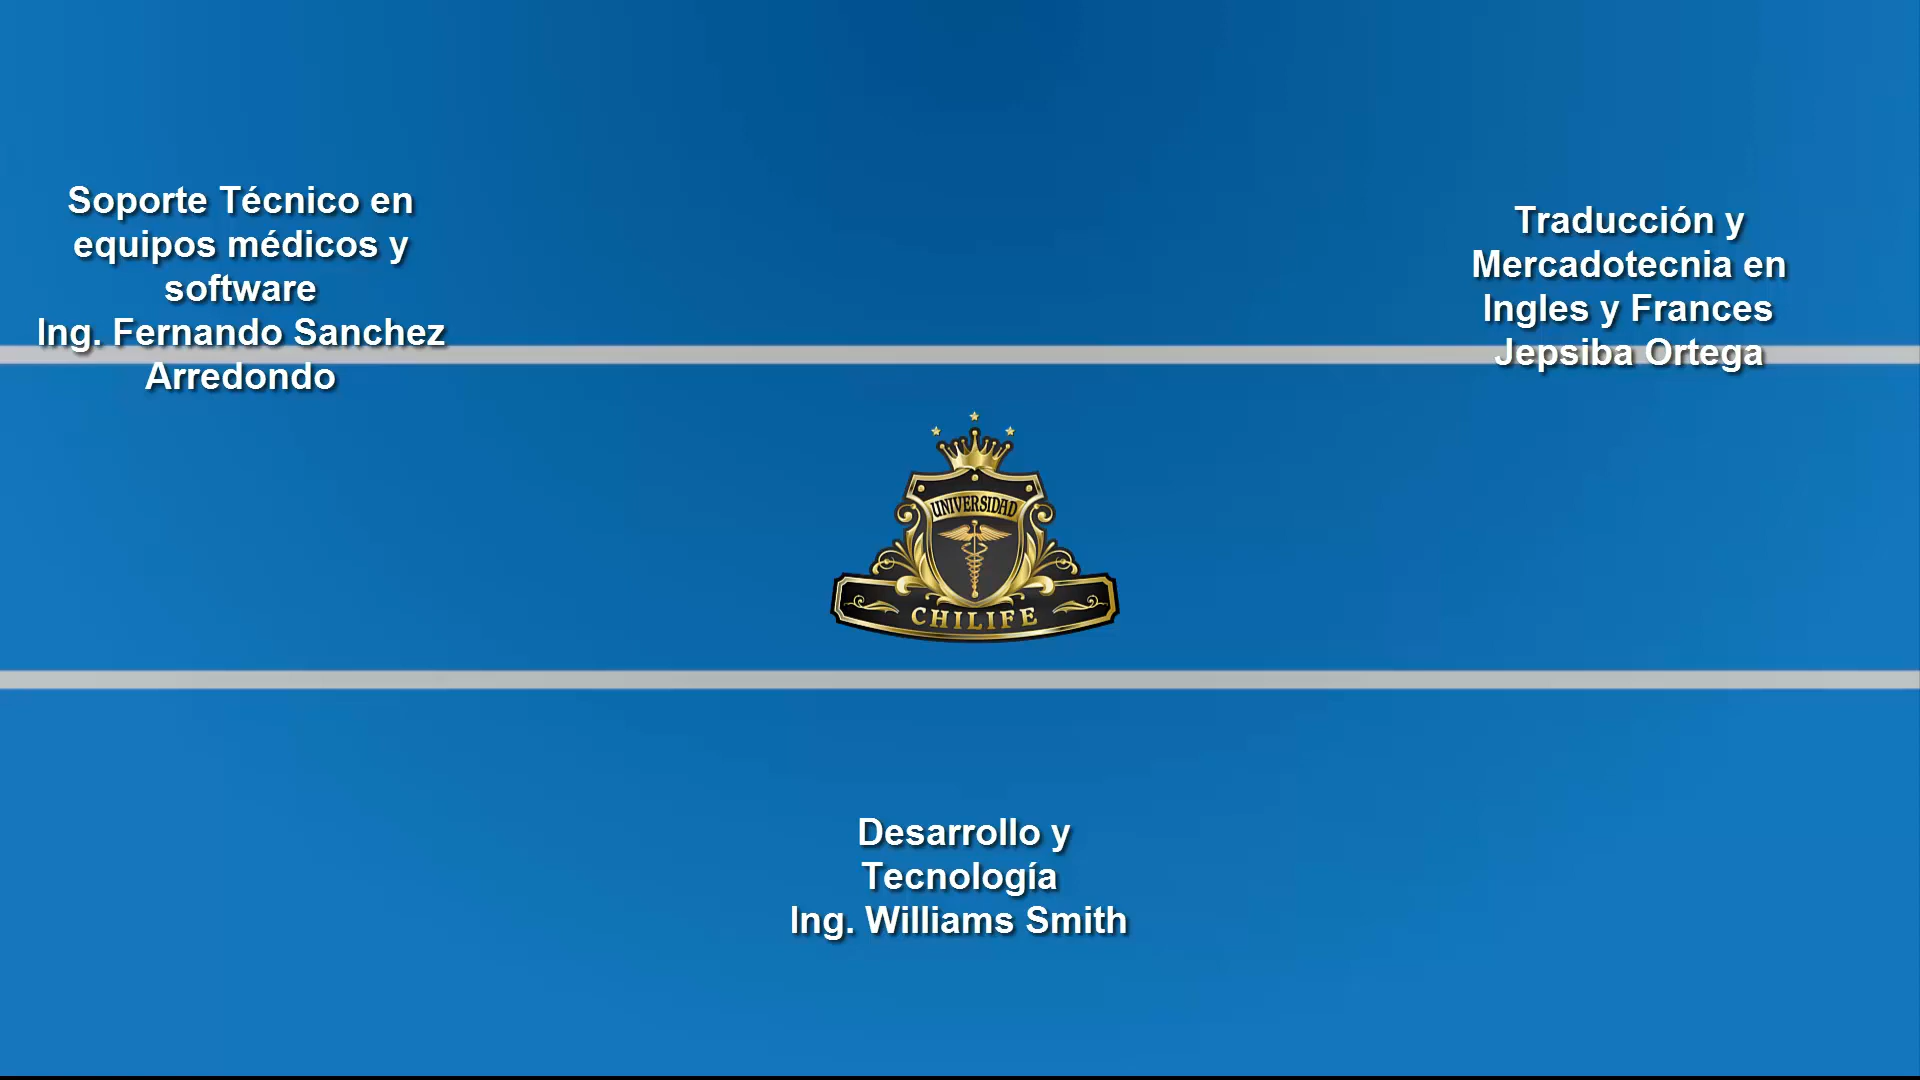 Soporte Técnico en
equipos médicos y
software
Ing. Fernando Sanchez
Arredondo
Traducción y
Mercadotecnia en
Ingles y Frances
Jepsiba Ortega
UNIVERSIDAD
CHILIFE
Desarrollo y
Tecnología
Ing. Williams Smith